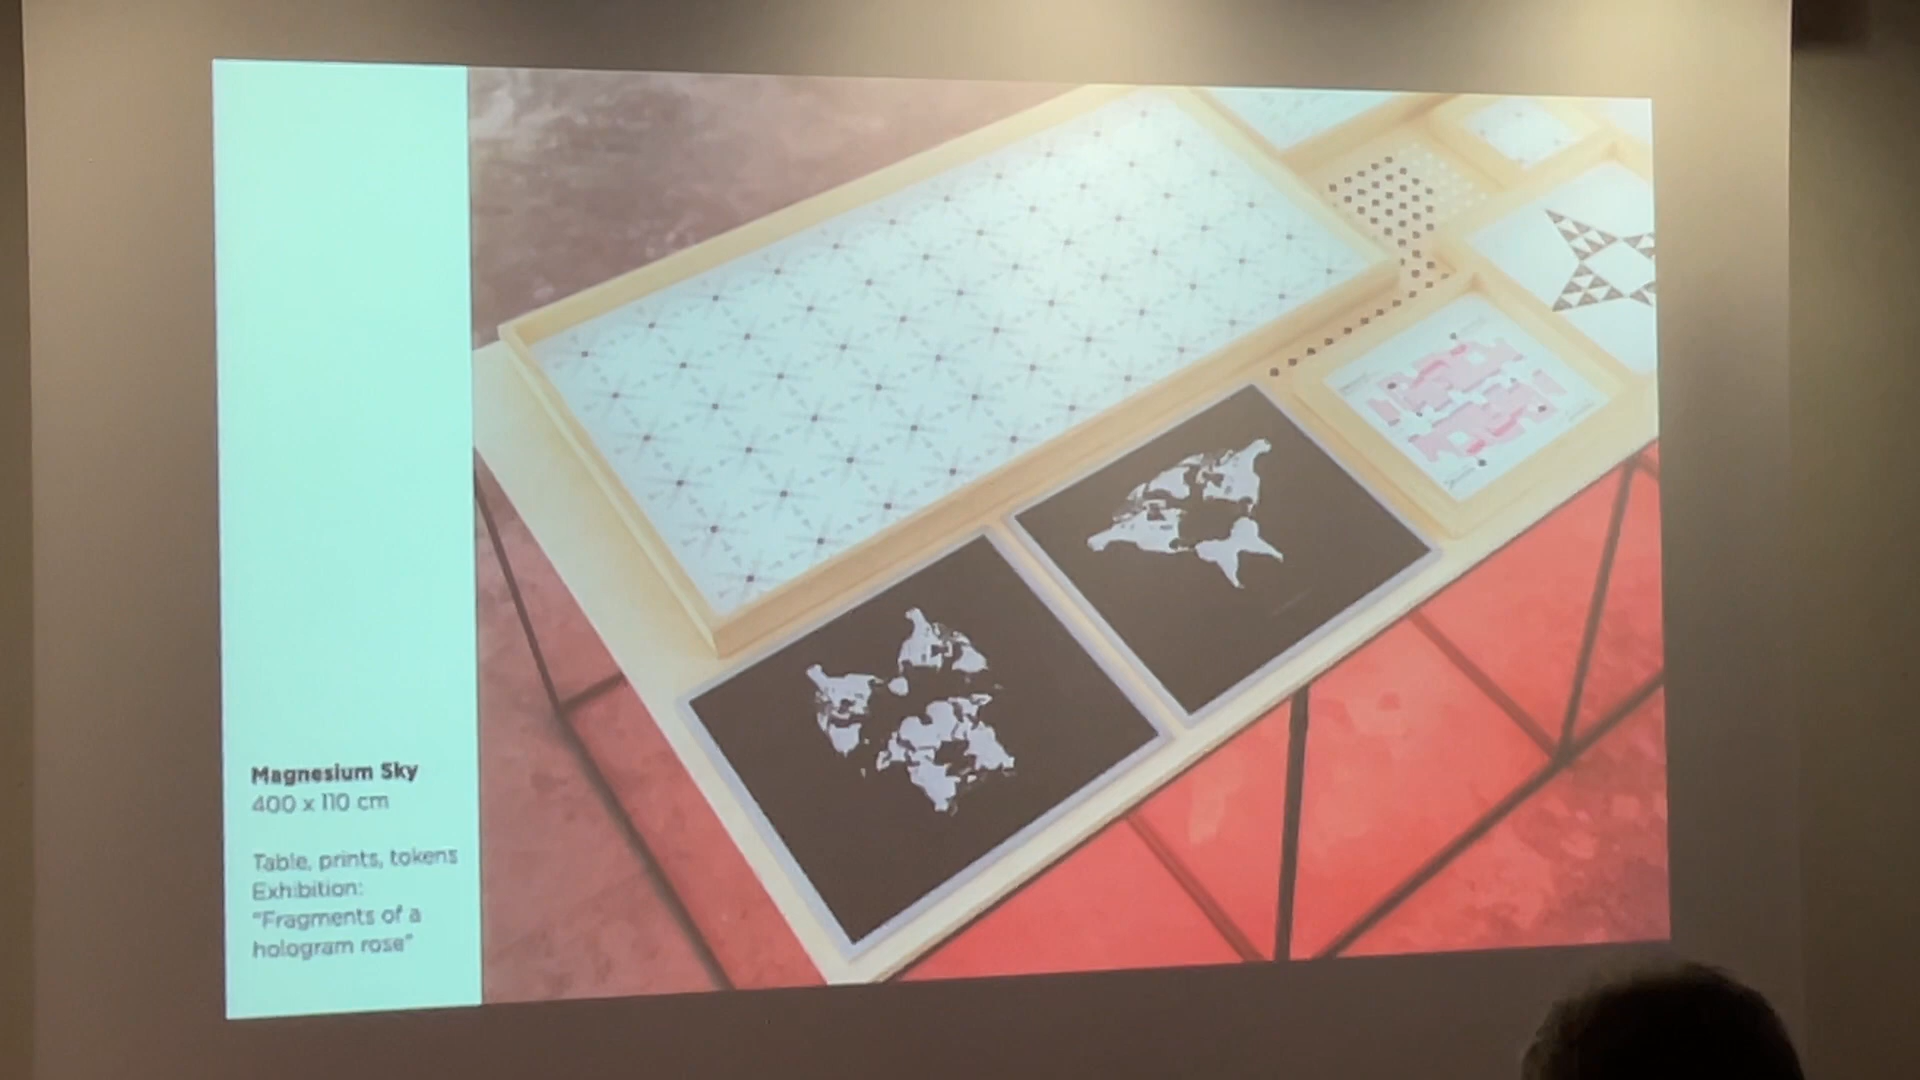 Magnesium Sky
400 x 110 cm
Table, prints, tokens
Exhibition:
"Fragments of a
hologram rose"